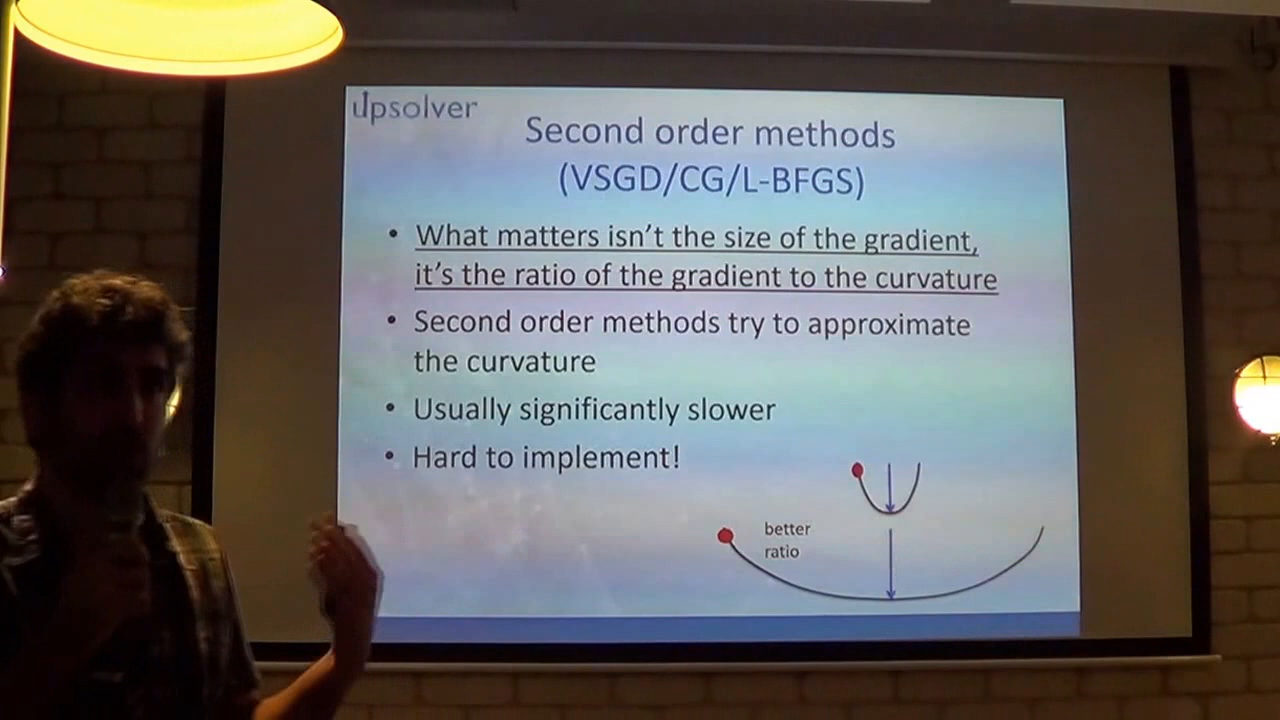 Upsolver
Second order methods
(VSGD/CG/L-BFGS)
• What matters isn't the size of the gradient,
it's the ratio of the gradient to the curvature
• Second order methods try to approximate
the curvature
• Usually significantly slower
• Hard to implement!
better
ratio